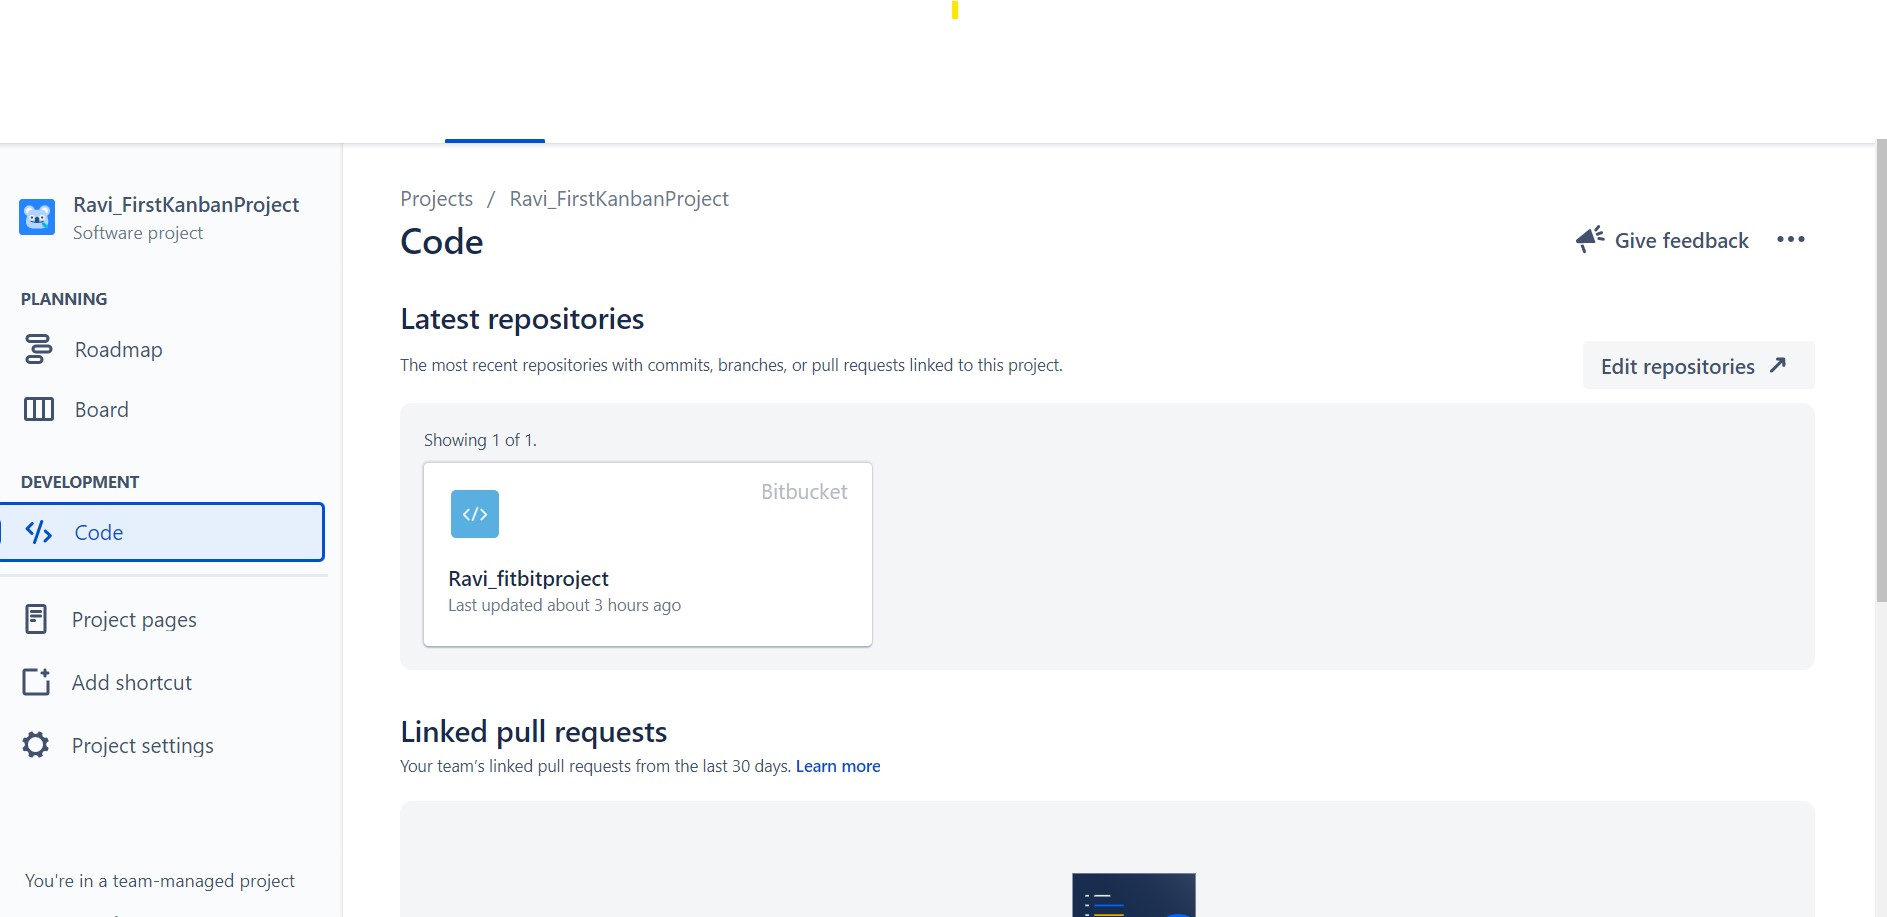 Ravi_FirstKanbanProject
Software project
PLANNING
Roadmap
Board
DEVELOPMENT
Code
Project pages
Add shortcut
Project settings
You're in a team-managed project
Projects / Ravi_FirstKanbanProject
Code
Give feedback
Latest repositories
The most recent repositories with commits, branches, or pull requests linked to this project.
Edit repositories
Showing 1 of 1.
Bitbucket
Ravi_fitbitproject
Last updated about 3 hours ago
Linked pull requests
Your team’s linked pull requests from the last 30 days. Learn more